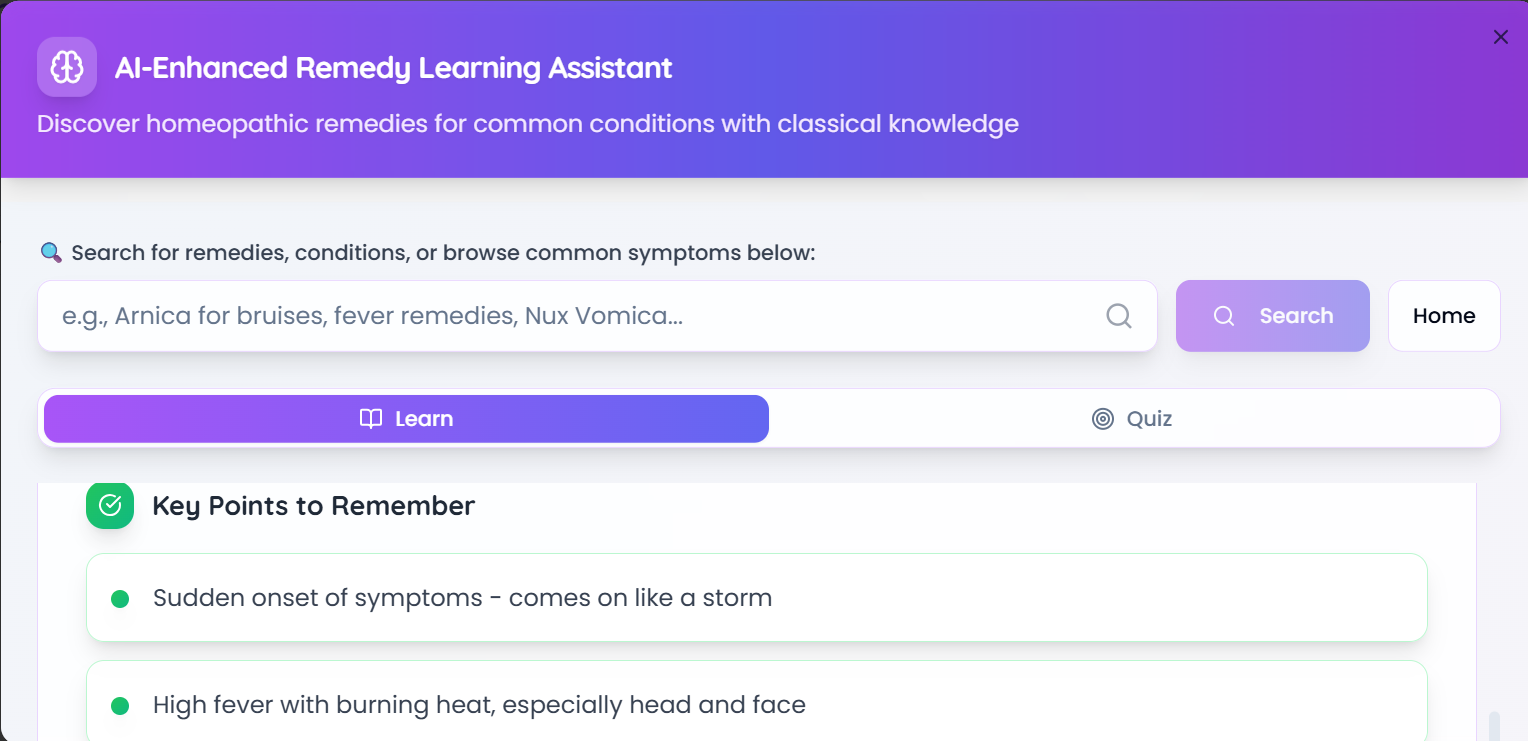 AI-Enhanced Remedy Learning Assistant
Discover homeopathic remedies for common conditions with classical knowledge
🔍 Search for remedies, conditions, or browse common symptoms below:
e.g., Arnica for bruises, fever remedies, Nux Vomica...
Search
Home
Learn
Quiz
Key Points to Remember
Sudden onset of symptoms - comes on like a storm
High fever with burning heat, especially head and face